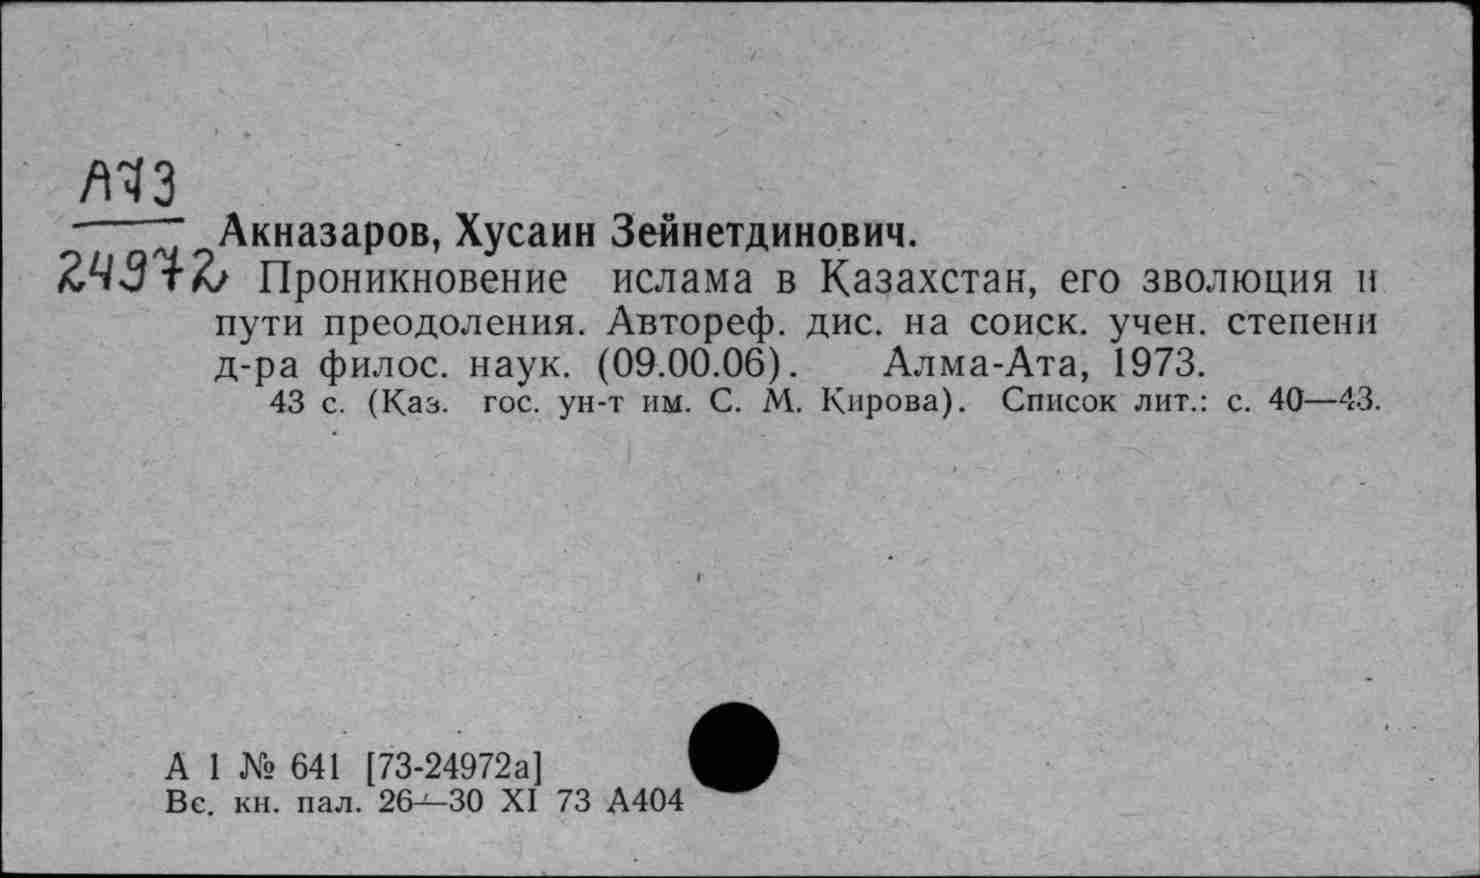 А73
24972
Акназаров, Хусаин Зейнетдинович.
Проникновение ислама в Казахстан, его зволюция и
пути преодоления. Автореф. дис. на соиск. учен. степени
д-ра филос. наук. (09.00.06). Алма-Ата, 1973.
43 с. (Каз. гос. ун-т им. С. М. Кирова). Список лит.: с. 40—43.
А 1 № 641 [73-24972а]
Вс. кн. пал. 26—30 XI 73 А404